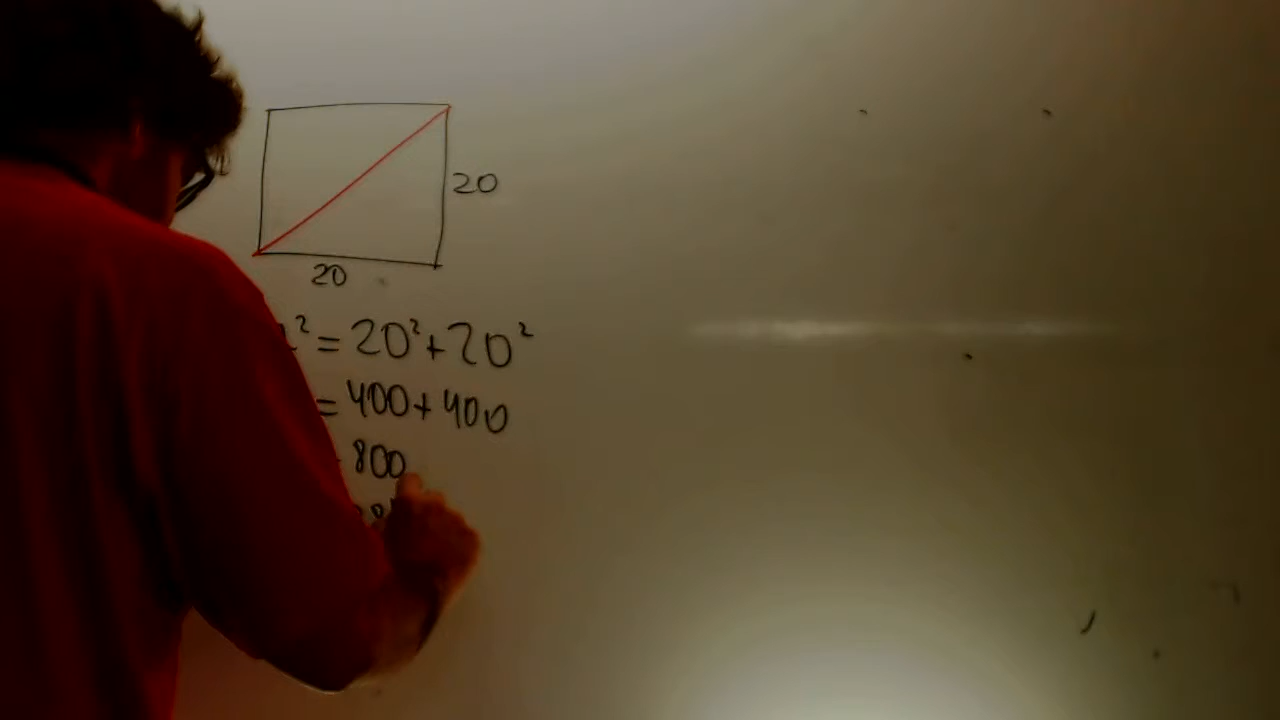 20
20
² = 20² + 20²
= 400 + 400
800